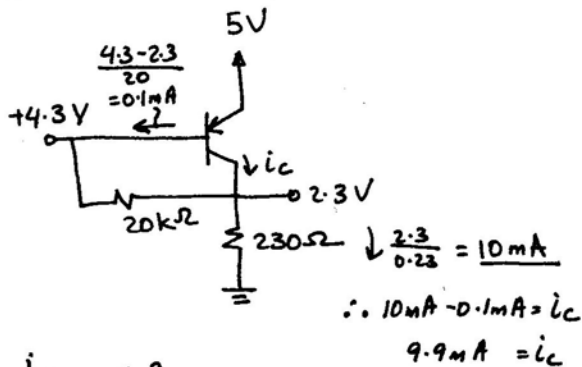 5V
4.3-2.3
20
=0.1mA
+4.3V
ic
20kΩ
2.3V
230Ω
2.3
0.23
= 10mA
∴ 10mA-0.1mA=ic
9.9mA = ic